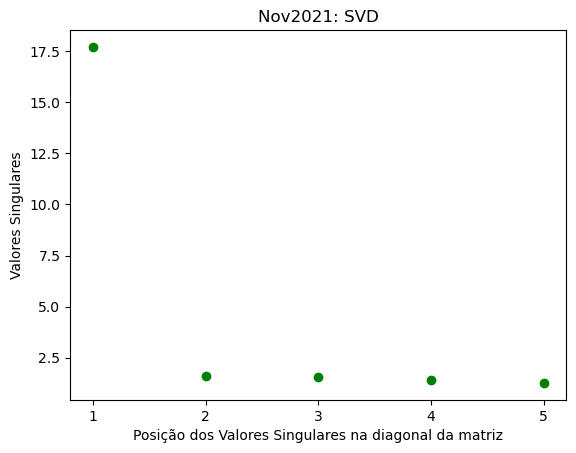 Nov2021: SVD
17.5
15.0
12.5
10.0
7.5
5.0
2.5
Valores Singulares
1 2 3 4 5
Posição dos Valores Singulares na diagonal da matriz